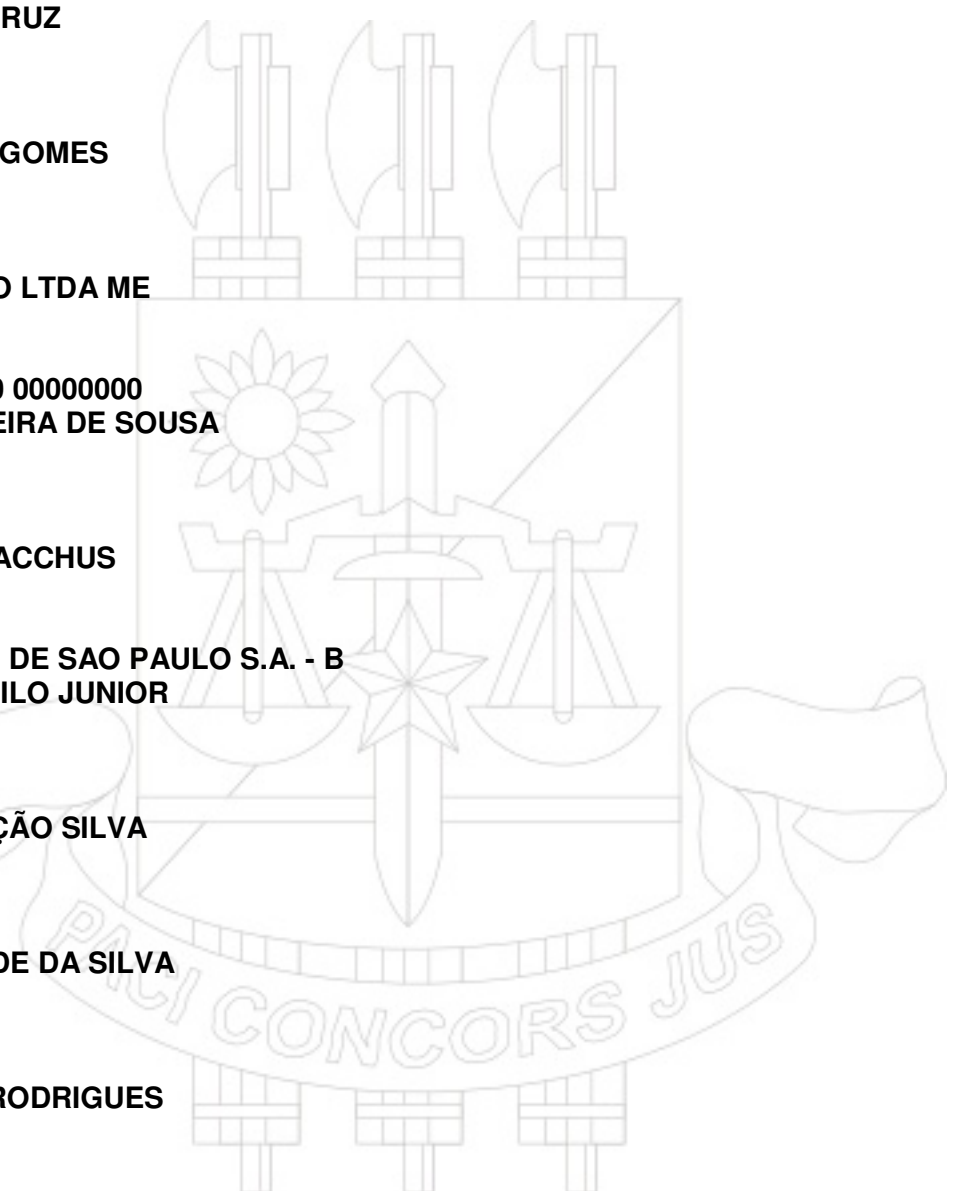 RUZ
GOMES
O LTDA ME
0 00000000
EIRA DE SOUSA
ACCHUS
DE SAO PAULO S.A. - B
ILO JUNIOR
ÇÃO SILVA
DE DA SILVA
RODRIGUES
PACI CONCORS JUS